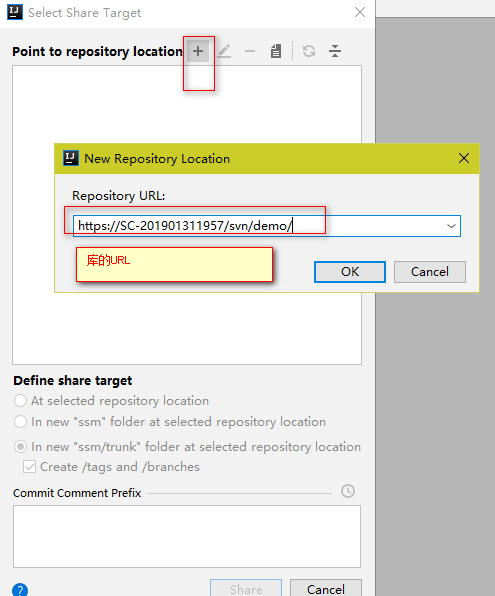 Select Share Target
Point to repository location
New Repository Location
Repository URL:
https://SC-201901311957/svn/demo/
库的URL
OK
Cancel
Define share target
At selected repository location
In new "ssm" folder at selected repository location
In new "ssm/trunk" folder at selected repository location
Create /tags and /branches
Commit Comment Prefix
Share
Cancel